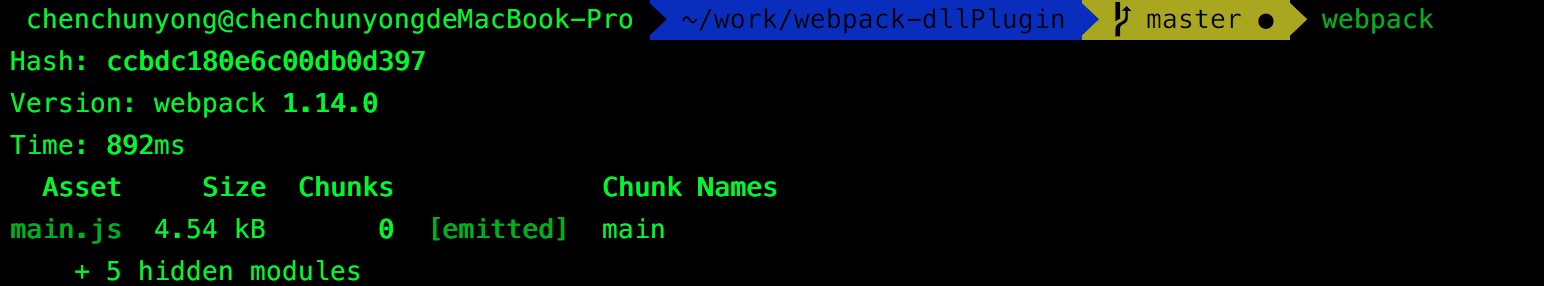 chenchunyong@chenchunyongdeMacBook-Pro ~/work/webpack-dllPlugin master ● webpack
Hash: ccbdc180e6c00db0d397
Version: webpack 1.14.0
Time: 892ms
Asset Size Chunks Chunk Names
main.js 4.54 kB 0 [emitted] main
+ 5 hidden modules